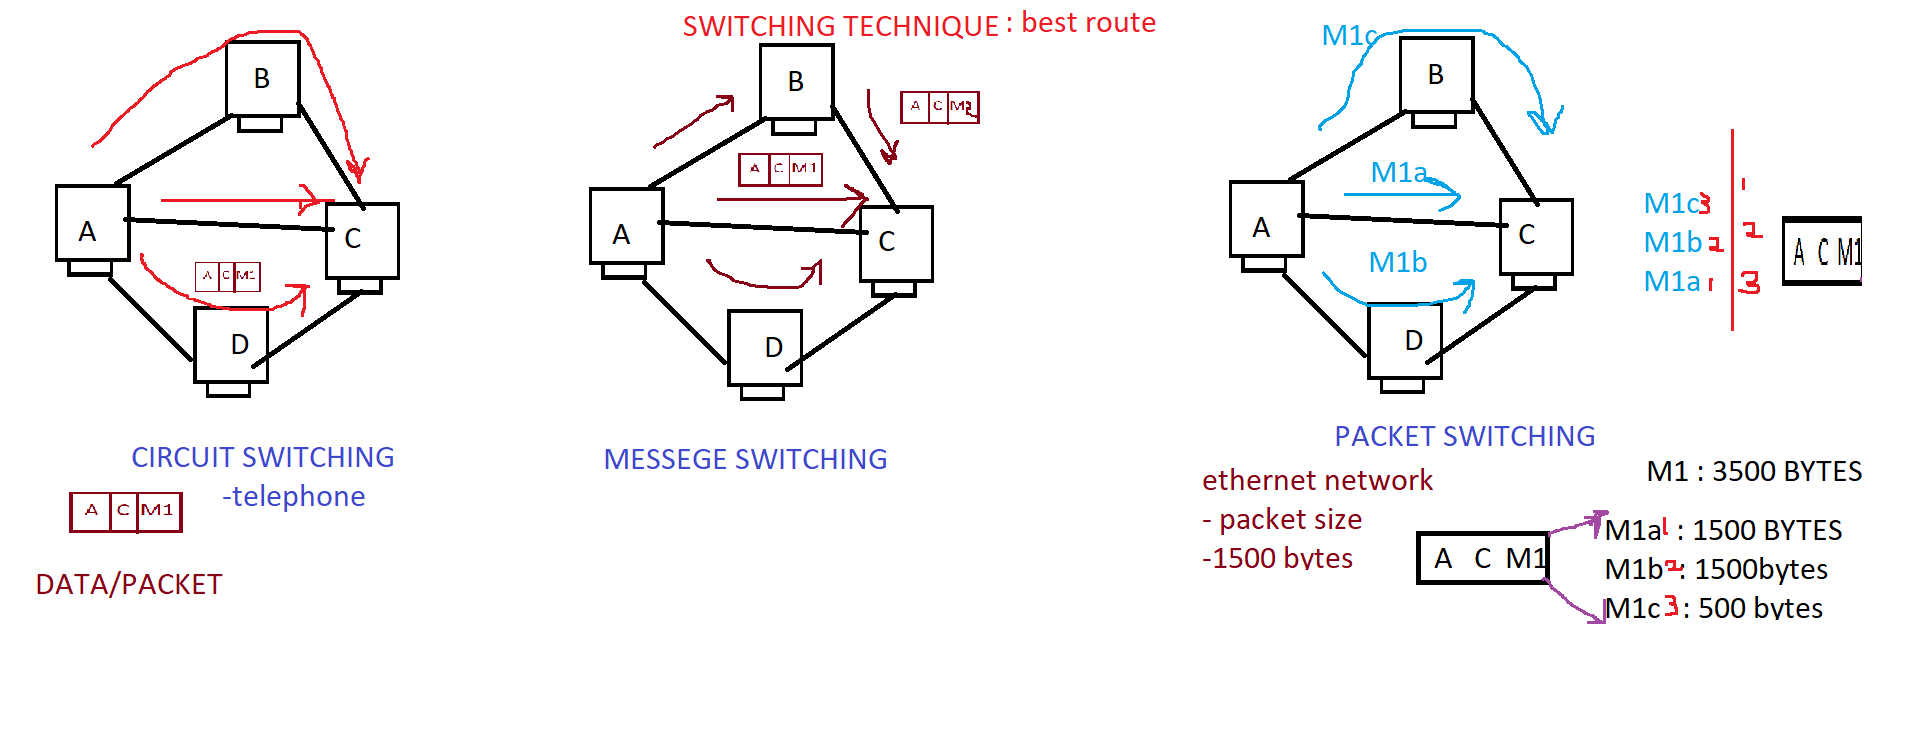 SWITCHING TECHNIQUE : best route
B
A
C
D
A C M1
CIRCUIT SWITCHING
-telephone
A C M1
DATA/PACKET
B
A C M
A C M1
A
C
D
MESSEGE SWITCHING
M1c
B
M1a
A
C
M1b
D
M1c 3
M1b 2
M1a 1
1
2
3
A C M1
PACKET SWITCHING
ethernet network
- packet size
-1500 bytes
M1 : 3500 BYTES
A C M1
M1a 1 : 1500 BYTES
M1b 2 : 1500bytes
M1c 3 : 500 bytes